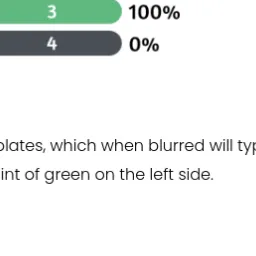 3 100%
4 0%
plates, which when blurred will typ
int of green on the left side.